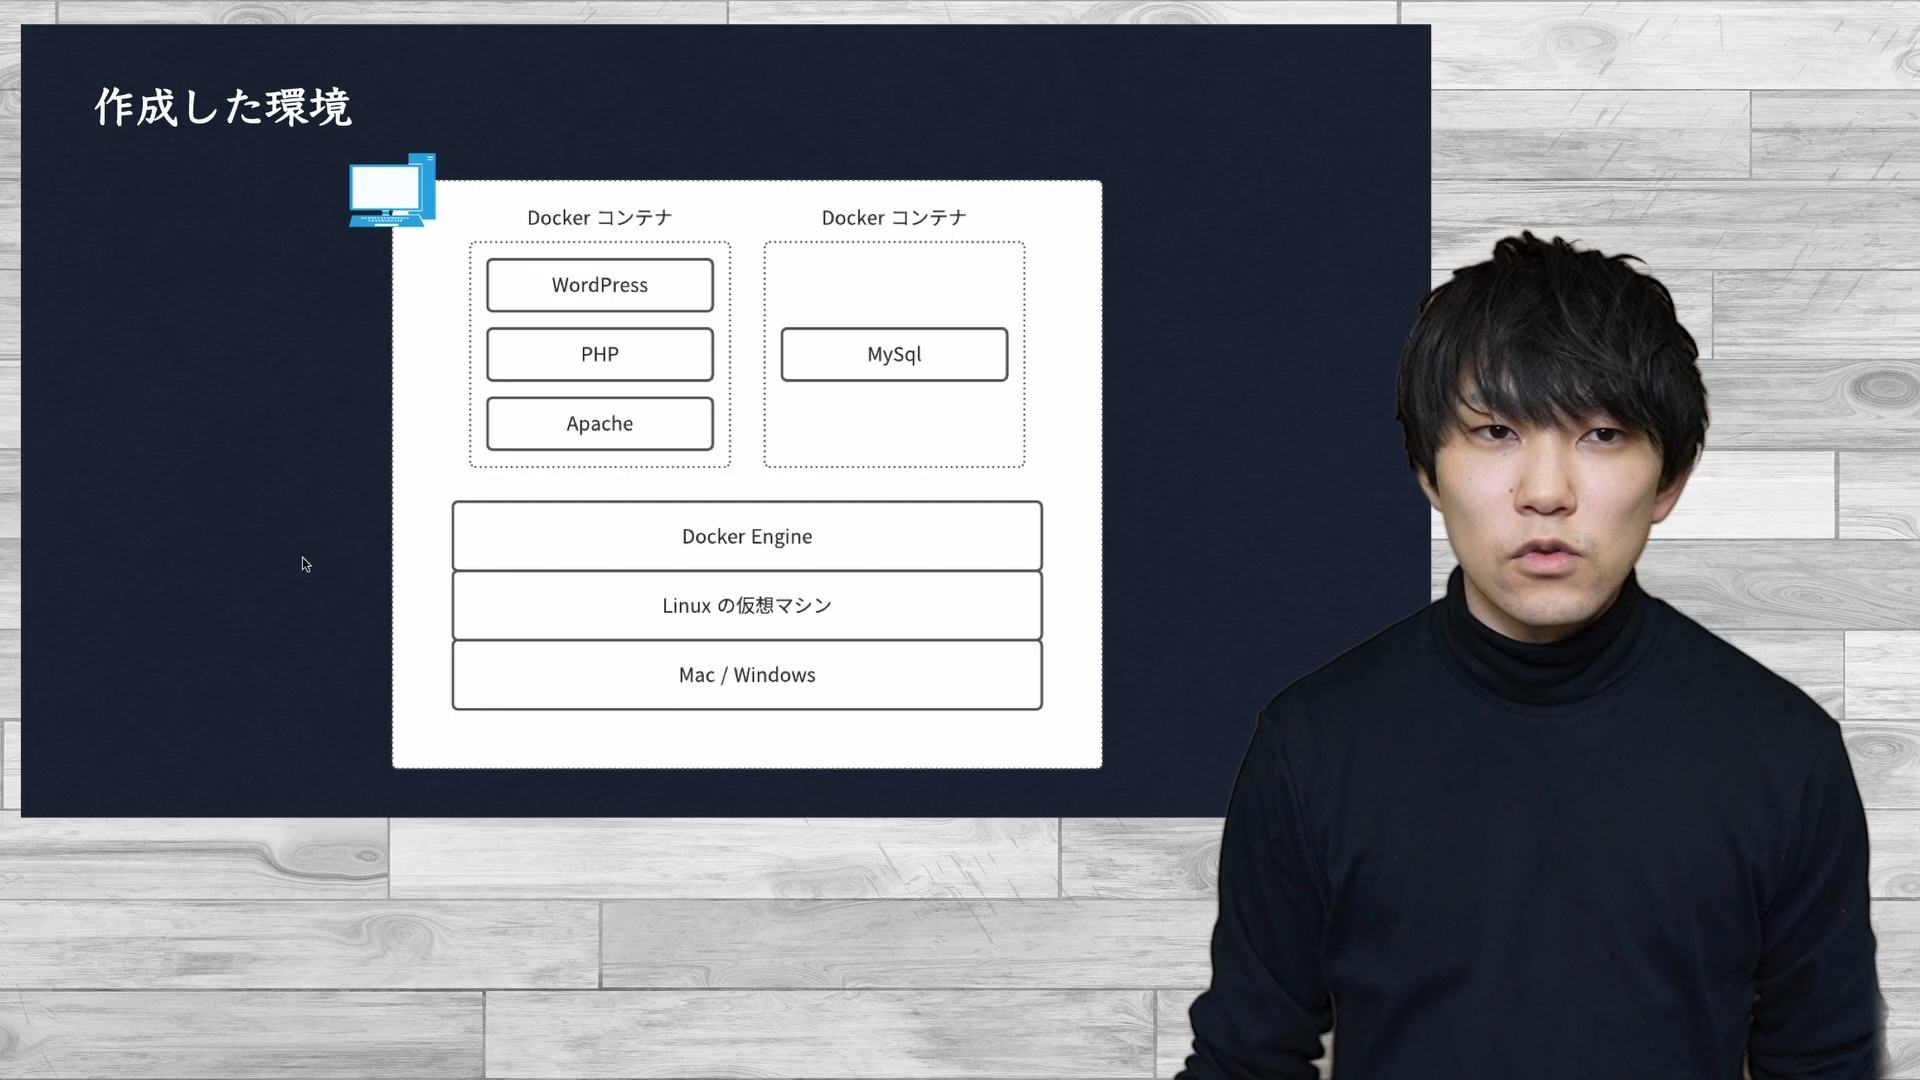 作成した環境
Docker コンテナ
WordPress
PHP
Apache
Docker コンテナ
MySql
Docker Engine
Linux の仮想マシン
Mac / Windows